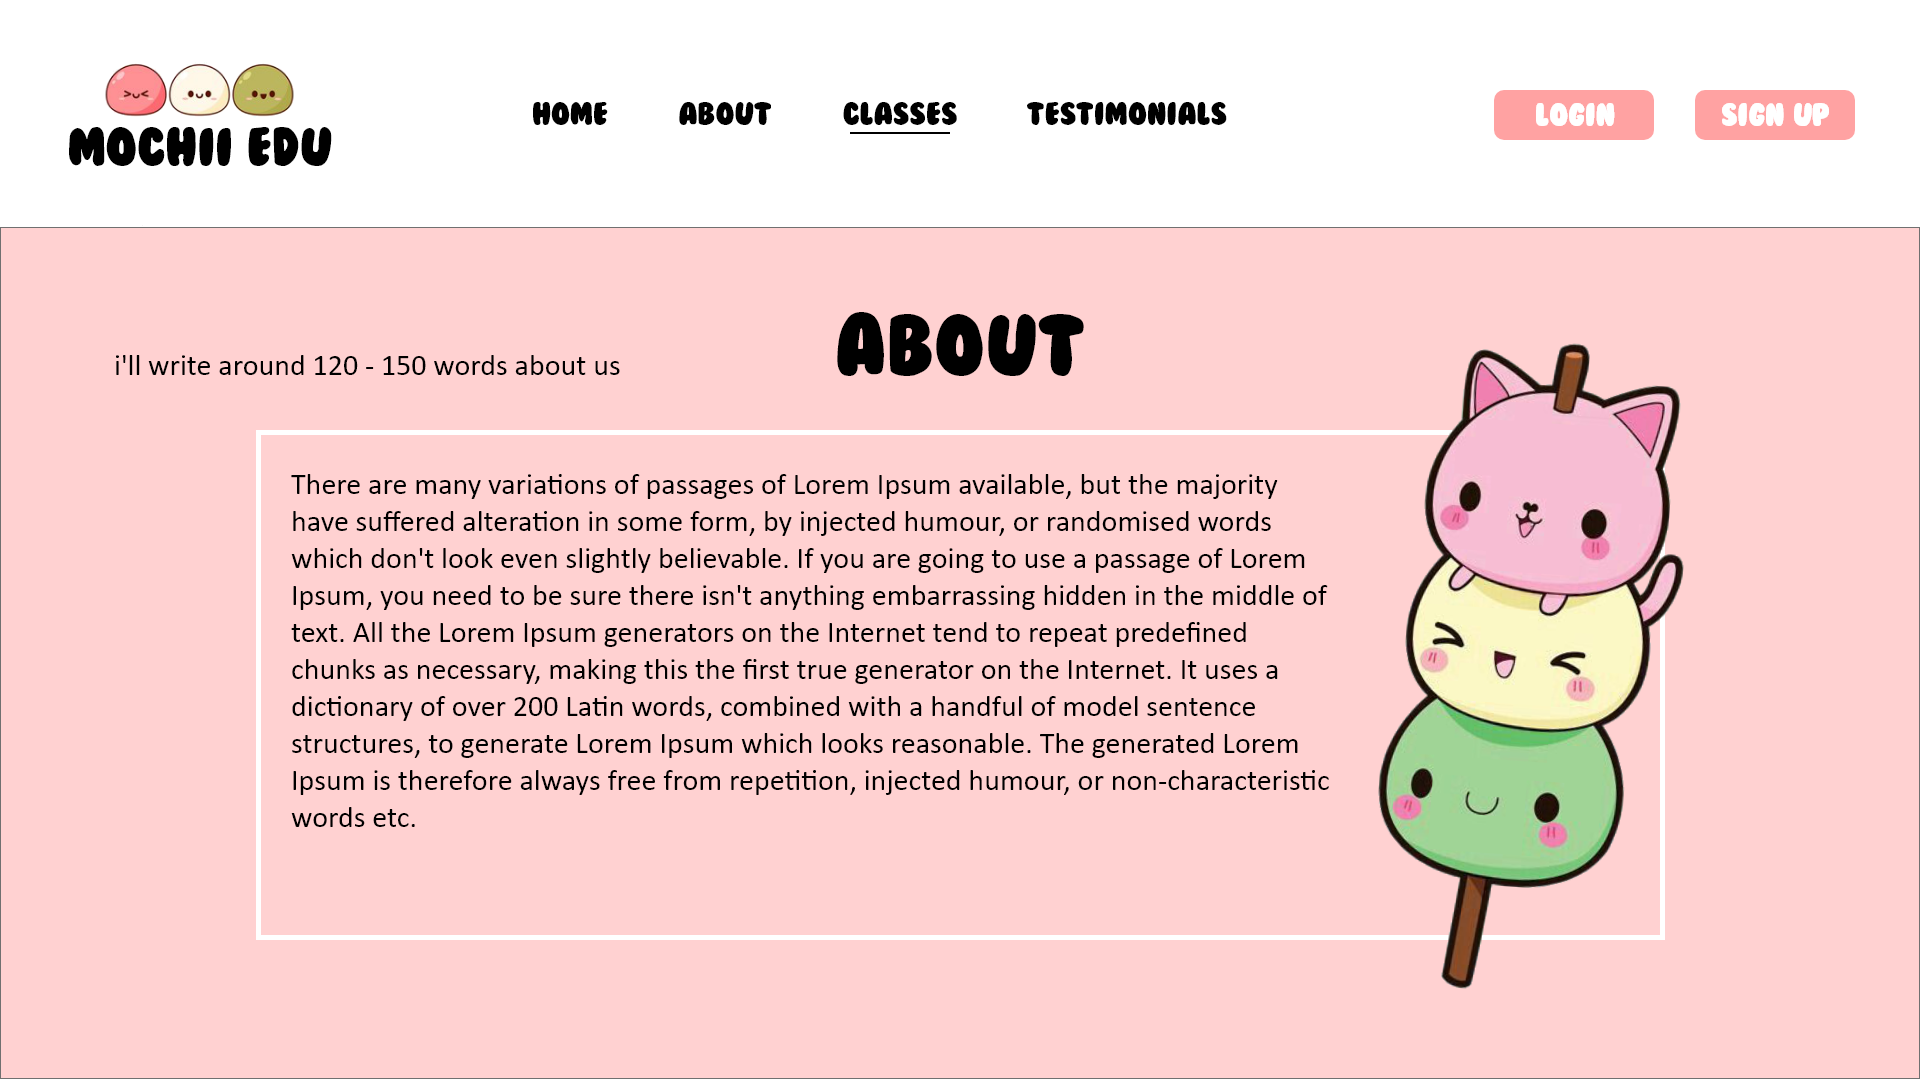 MOCHII EDU
HOME ABOUT CLASSES TESTIMONIALS
LOGIN SIGN UP
ABOUT
i'll write around 120 - 150 words about us
There are many variations of passages of Lorem Ipsum available, but the majority
have suffered alteration in some form, by injected humour, or randomised words
which don't look even slightly believable. If you are going to use a passage of Lorem
Ipsum, you need to be sure there isn't anything embarrassing hidden in the middle of
text. All the Lorem Ipsum generators on the Internet tend to repeat predefined
chunks as necessary, making this the first true generator on the Internet. It uses a
dictionary of over 200 Latin words, combined with a handful of model sentence
structures, to generate Lorem Ipsum which looks reasonable. The generated Lorem
Ipsum is therefore always free from repetition, injected humour, or non-characteristic
words etc.